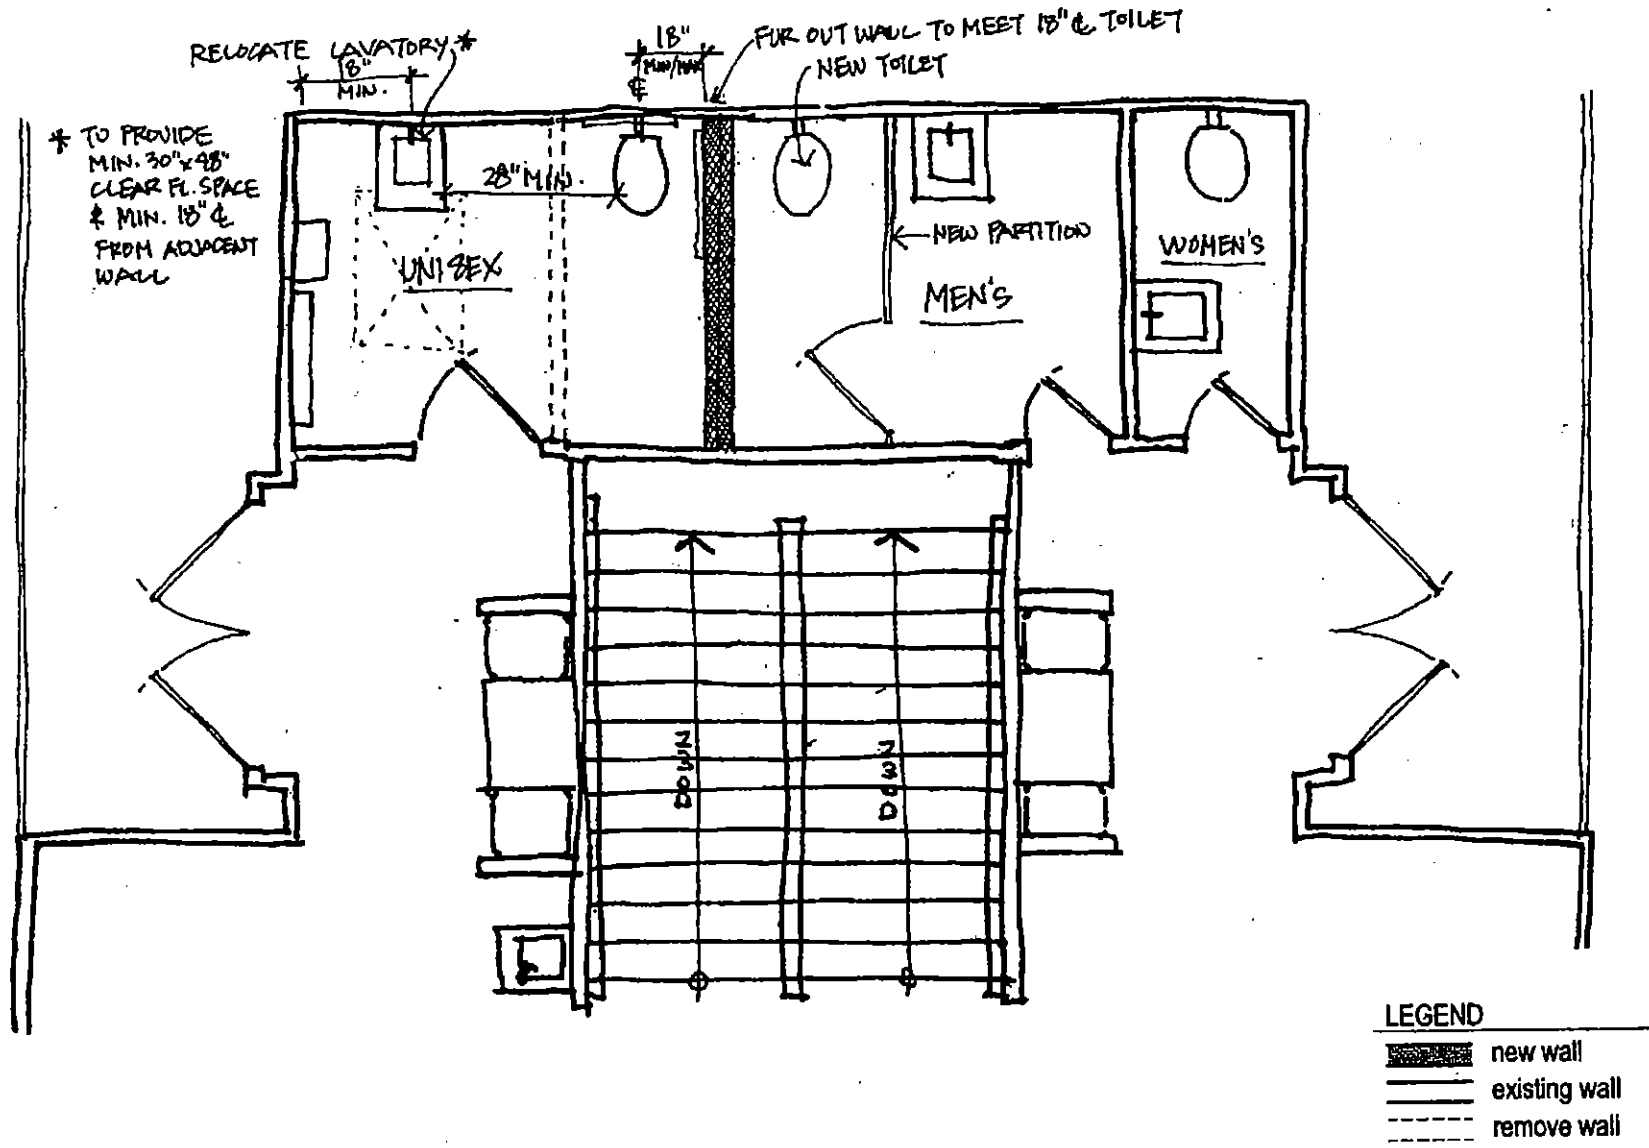 RELOCATE LAVATORY *
18"
MIN.
18"
MIN/MAX
℄
FUR OUT WALL TO MEET 18" ℄ TOILET
NEW TOILET
* TO PROVIDE
MIN. 30"x48"
CLEAR FL. SPACE
& MIN. 18" ℄
FROM ADJACENT
WALL
28" MIN.
UNISEX
NEW PARTITION
MEN'S
WOMEN'S
DOWN
DOWN
LEGEND
new wall
existing wall
remove wall